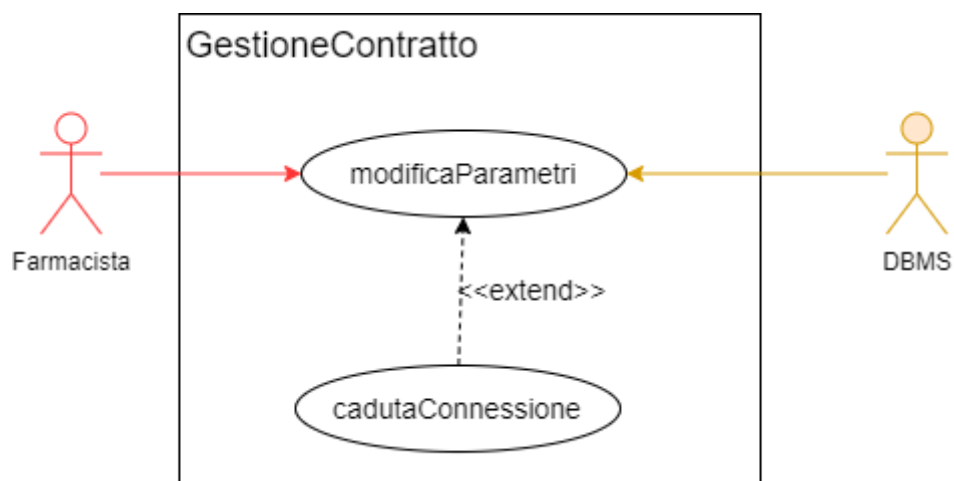 GestioneContratto
modificaParametri
Farmacista
DBMS
<<extend>>
cadutaConnessione